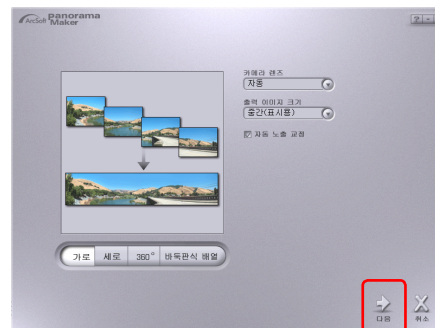 ArcSoft panorama
Maker
? -
카메라 렌즈
자동
출력 이미지 크기
중간(표시용)
자동 노출 교정
가로 세로 360° 바둑판식 배열
다음 취소